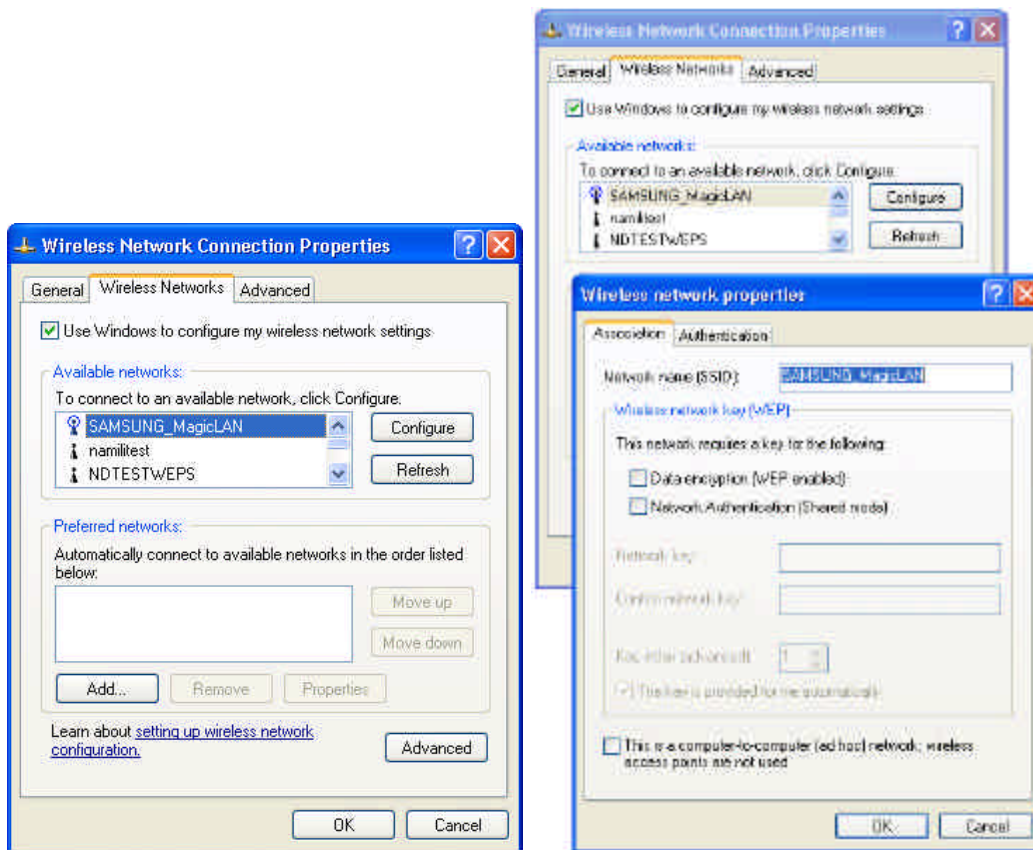 Wireless Network Connection Properties
General Wireless Networks Advanced
Use Windows to configure my wireless network settings
Available networks:
To connect to an available network, click Configure.
SAMSUNG_MagicLAN
namilitest
NDTESTWEPS
Configure
Refresh
Preferred networks:
Automatically connect to available networks in the order listed
below:
Move up
Move down
Add... Remove Properties
Learn about setting up wireless network
configuration.
Advanced
OK Cancel
Wireless Network Connection Properties
General Wireless Networks Advanced
Use Windows to configure my wireless network settings
Available networks:
To connect to an available network, click Configure.
SAMSUNG_MagicLAN
namilitest
NDTESTWEPS
Configure
Refresh
Wireless network properties
Association Authentication
Network name (SSID): SAMSUNG_MagicLAN
Wireless network key (WEP)
This network requires a key for the following:
Data encryption (WEP enabled)
Network Authentication (Shared mode)
Network key:
Confirm network key:
Key index (advanced): 1
The key is provided for me automatically
This is a computer-to-computer (ad hoc) network; wireless
access points are not used
OK Cancel